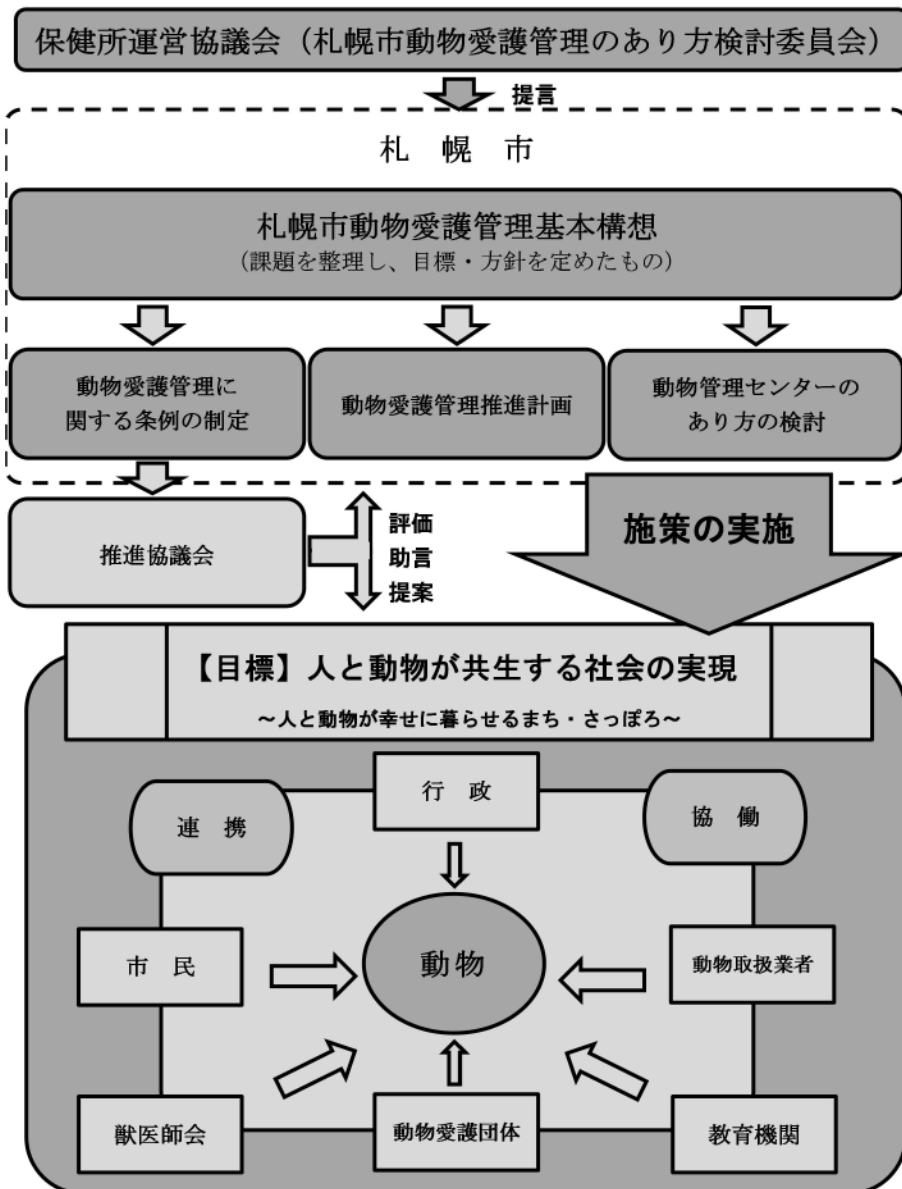 保健所運営協議会（札幌市動物愛護管理のあり方検討委員会）
提言
札　幌　市
札幌市動物愛護管理基本構想
（課題を整理し、目標・方針を定めたもの）
動物愛護管理に
関する条例の制定
動物愛護管理推進計画
動物管理センターの
あり方の検討
推進協議会
評価
助言
提案
施策の実施
【目標】人と動物が共生する社会の実現
～人と動物が幸せに暮らせるまち・さっぽろ～
行　政
連　携
協　働
市　民
動物
動物取扱業者
獣医師会
動物愛護団体
教育機関